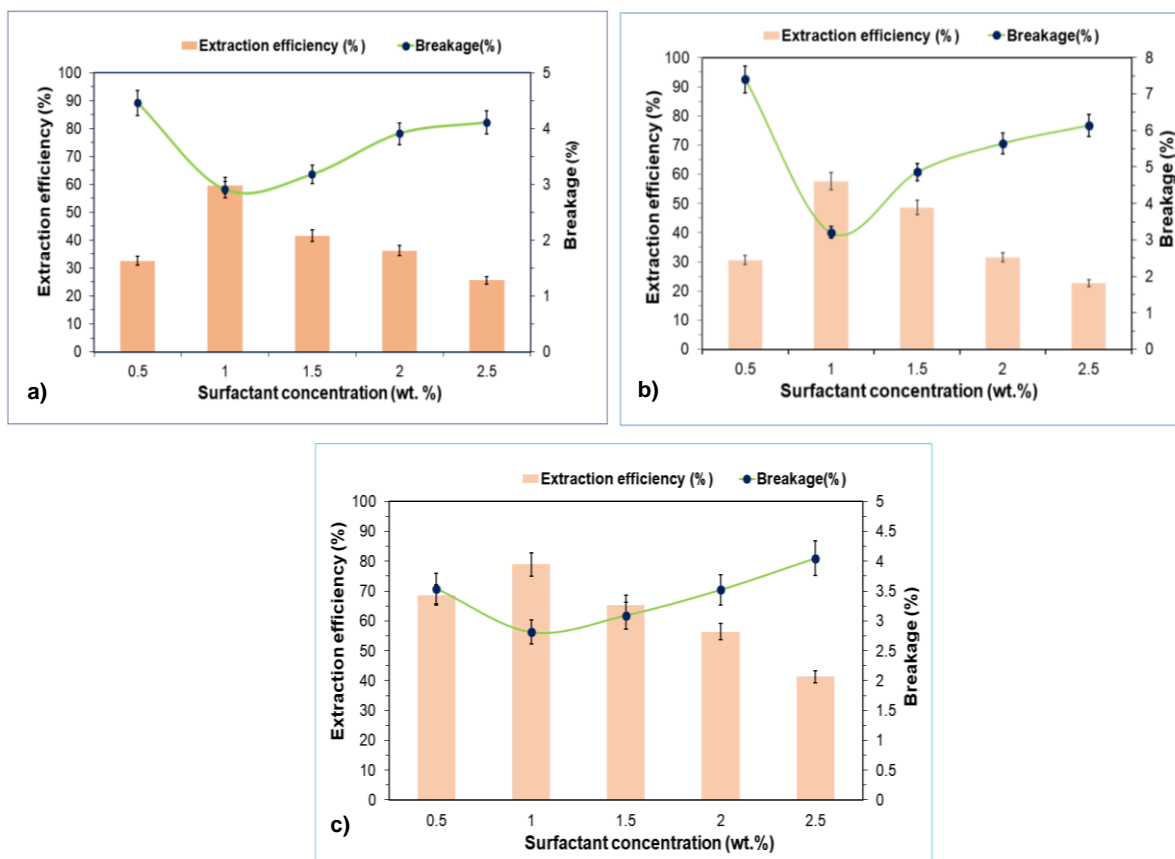 Extraction efficiency (%) Breakage(%)
100 5
90
80 4
70
60 3
50
40 2
30
20 1
10
0 0
Extraction efficiency (%)
Breakage (%)
0.5 1 1.5 2 2.5
Surfactant concentration (wt. %)
a)
Extraction efficiency (%) Breakage(%)
100 8
90 7
80 6
70 5
60
50 4
40 3
30 2
20
10 1
0 0
Extraction efficiency (%)
Breakage (%)
0.5 1 1.5 2 2.5
Surfactant concentration (wt.%)
b)
Extraction efficiency (%) Breakage(%)
100 5
90 4.5
80 4
70 3.5
60 3
50 2.5
40 2
30 1.5
20 1
10 0.5
0 0
Extraction efficiency (%)
Breakage (%)
0.5 1 1.5 2 2.5
Surfactant concentration (wt.%)
c)